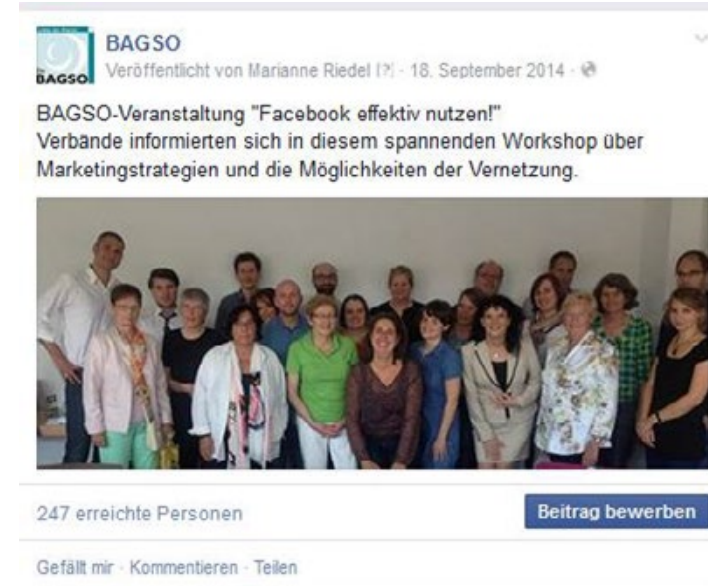 BAGSO
BAGSO
Veröffentlicht von Marianne Riedel [?] · 18. September 2014 ·
BAGSO-Veranstaltung "Facebook effektiv nutzen!"
Verbände informierten sich in diesem spannenden Workshop über
Marketingstrategien und die Möglichkeiten der Vernetzung.
247 erreichte Personen
Beitrag bewerben
Gefällt mir · Kommentieren · Teilen